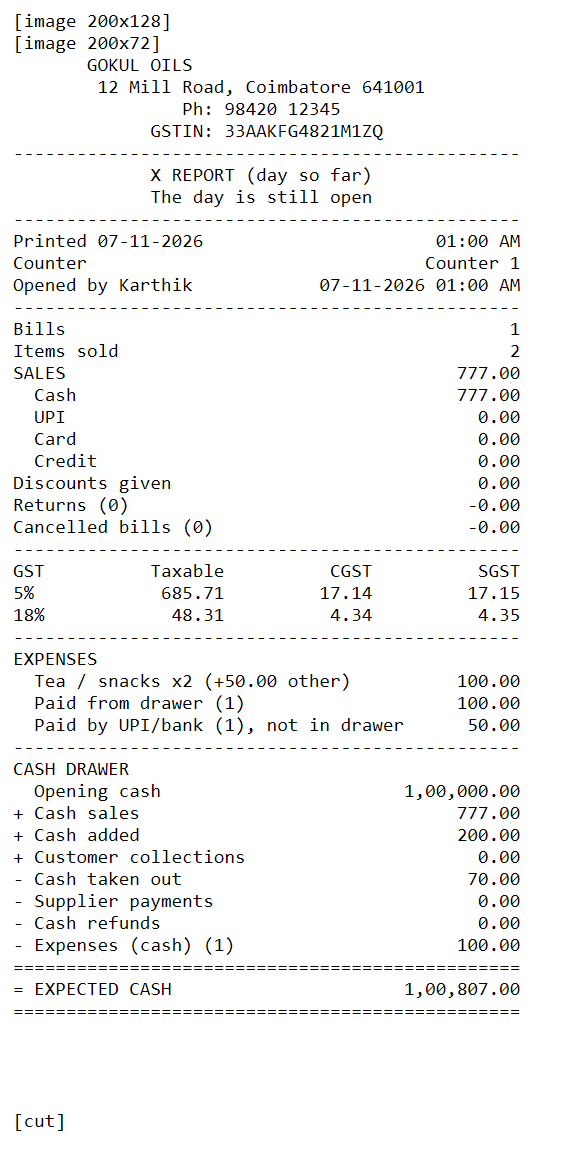 [image 200x128]
[image 200x72]
GOKUL OILS
12 Mill Road, Coimbatore 641001
Ph: 98420 12345
GSTIN: 33AAKFG4821M1ZQ
------------------------------------------------
X REPORT (day so far)
The day is still open
------------------------------------------------
Printed 07-11-2026 01:00 AM
Counter Counter 1
Opened by Karthik 07-11-2026 01:00 AM
------------------------------------------------
Bills 1
Items sold 2
SALES 777.00
Cash 777.00
UPI 0.00
Card 0.00
Credit 0.00
Discounts given 0.00
Returns (0) -0.00
Cancelled bills (0) -0.00
------------------------------------------------
GST Taxable CGST SGST
5% 685.71 17.14 17.15
18% 48.31 4.34 4.35
------------------------------------------------
EXPENSES
Tea / snacks x2 (+50.00 other) 100.00
Paid from drawer (1) 100.00
Paid by UPI/bank (1), not in drawer 50.00
------------------------------------------------
CASH DRAWER
Opening cash 1,00,000.00
+ Cash sales 777.00
+ Cash added 200.00
+ Customer collections 0.00
- Cash taken out 70.00
- Supplier payments 0.00
- Cash refunds 0.00
- Expenses (cash) (1) 100.00
================================================
= EXPECTED CASH 1,00,807.00
================================================
[cut]